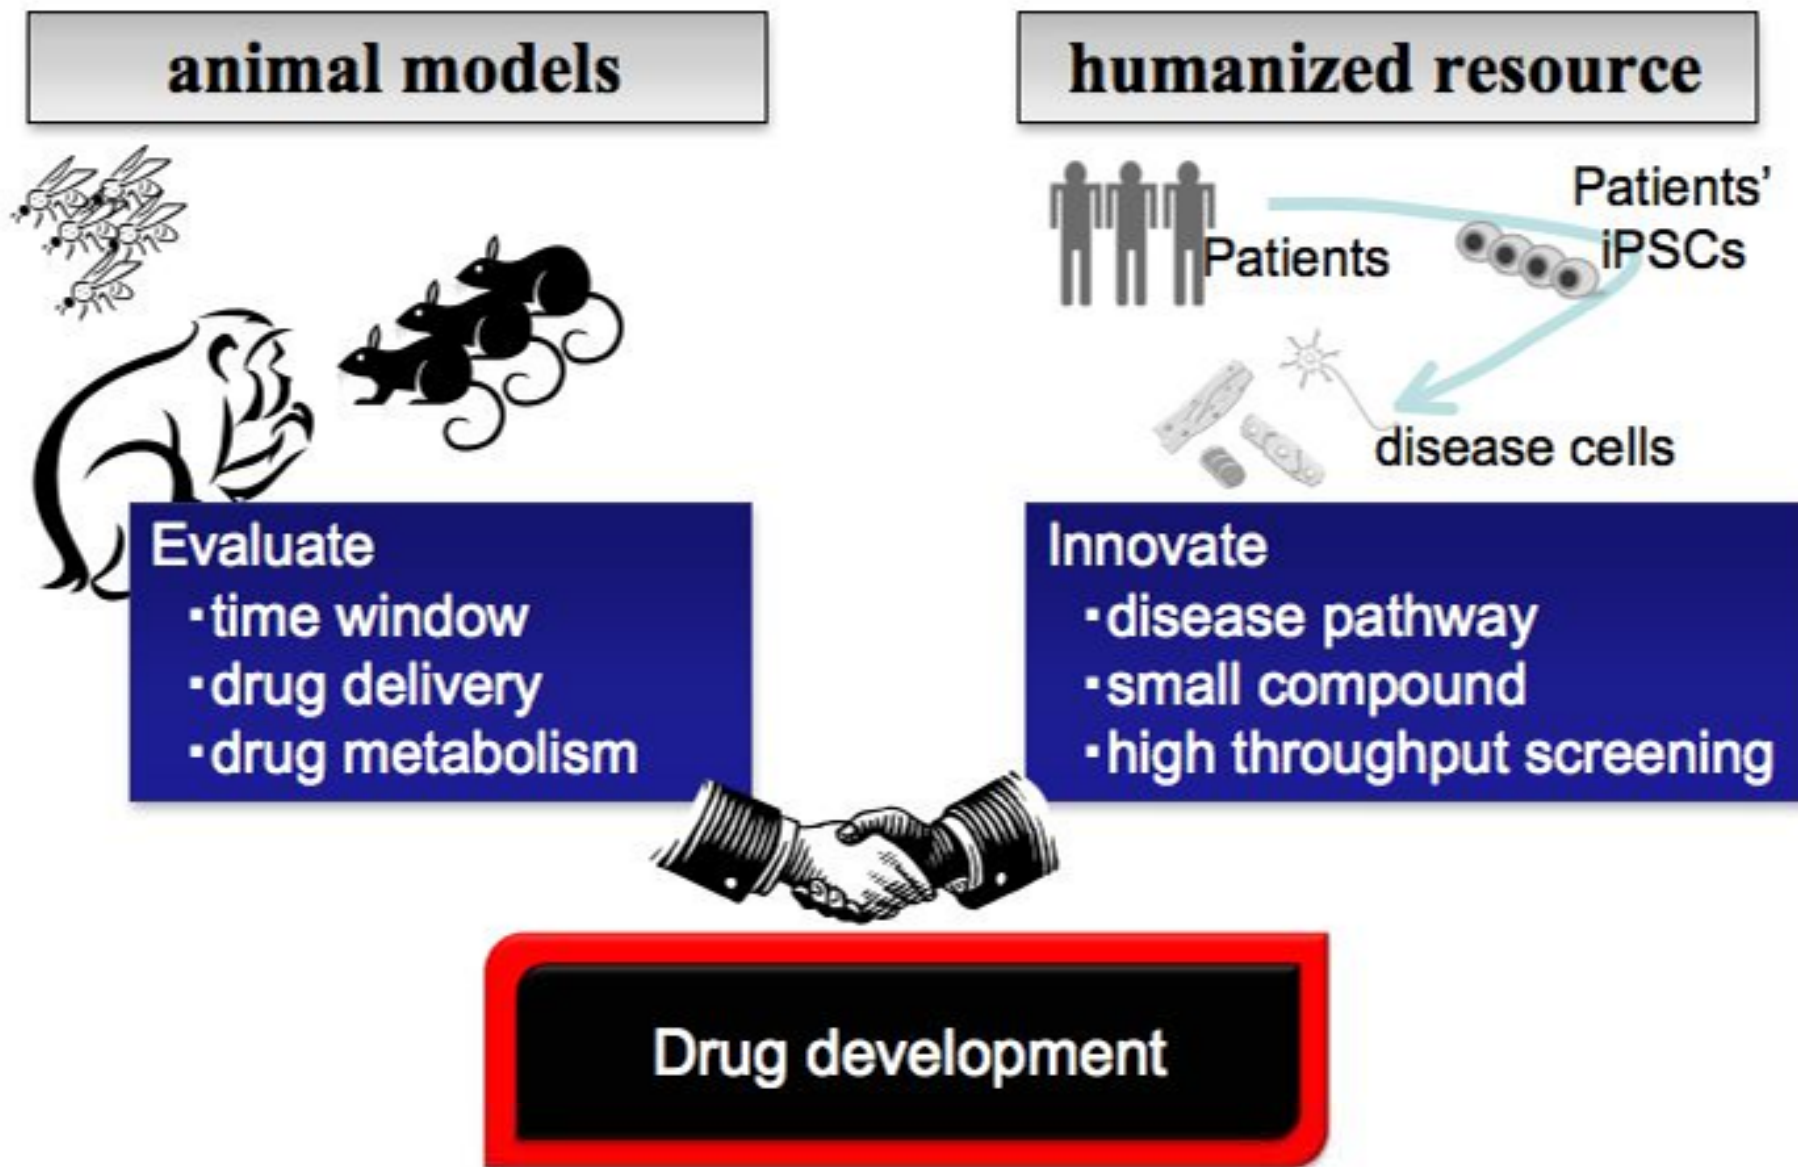 animal models
humanized resource
Patients
Patients'
iPSCs
disease cells
Evaluate
・time window
・drug delivery
・drug metabolism
Innovate
・disease pathway
・small compound
・high throughput screening
Drug development